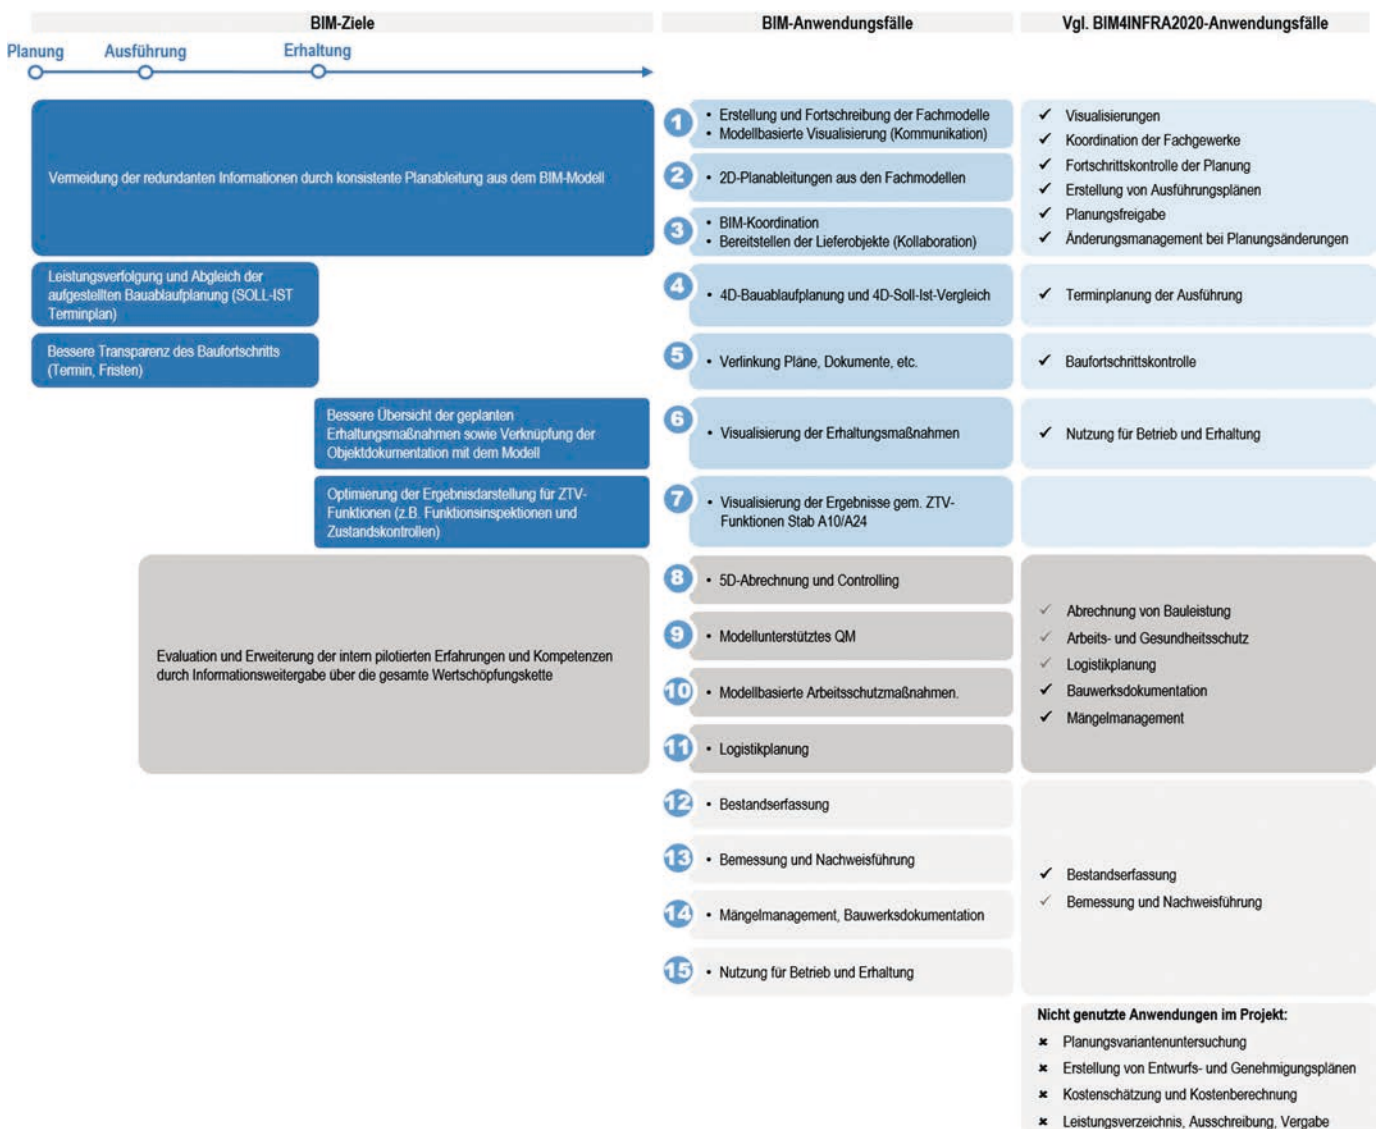 BIM-Ziele
BIM-Anwendungsfälle
Vgl. BIM4INFRA2020-Anwendungsfälle
Planung
Ausführung
Erhaltung
Vermeidung der redundanten Informationen durch konsistente Planableitung aus dem BIM-Modell
1
• Erstellung und Fortschreibung der Fachmodelle
• Modellbasierte Visualisierung (Kommunikation)
2
• 2D-Planableitungen aus den Fachmodellen
3
• BIM-Koordination
• Bereitstellen der Lieferobjekte (Kollaboration)
✓ Visualisierungen
✓ Koordination der Fachgewerke
✓ Fortschrittskontrolle der Planung
✓ Erstellung von Ausführungsplänen
✓ Planungsfreigabe
✓ Änderungsmanagement bei Planungsänderungen
Leistungsverfolgung und Abgleich der
aufgestellten Bauablaufplanung (SOLL-IST
Terminplan)
4
• 4D-Bauablaufplanung und 4D-Soll-Ist-Vergleich
✓ Terminplanung der Ausführung
Bessere Transparenz des Baufortschritts
(Termin, Fristen)
5
• Verlinkung Pläne, Dokumente, etc.
✓ Baufortschrittskontrolle
Bessere Übersicht der geplanten
Erhaltungsmaßnahmen sowie Verknüpfung der
Objektdokumentation mit dem Modell
6
• Visualisierung der Erhaltungsmaßnahmen
✓ Nutzung für Betrieb und Erhaltung
Optimierung der Ergebnisdarstellung für ZTV-
Funktionen (z.B. Funktionsinspektionen und
Zustandskontrollen)
7
• Visualisierung der Ergebnisse gem. ZTV-
Funktionen Stab A10/A24
Evaluation und Erweiterung der intern pilotierten Erfahrungen und Kompetenzen
durch Informationsweitergabe über die gesamte Wertschöpfungskette
8
• 5D-Abrechnung und Controlling
9
• Modellunterstütztes QM
10
• Modellbasierte Arbeitsschutzmaßnahmen.
11
• Logistikplanung
✓ Abrechnung von Bauleistung
✓ Arbeits- und Gesundheitsschutz
✓ Logistikplanung
✓ Bauwerksdokumentation
✓ Mängelmanagement
12
• Bestandserfassung
13
• Bemessung und Nachweisführung
14
• Mängelmanagement, Bauwerksdokumentation
15
• Nutzung für Betrieb und Erhaltung
✓ Bestandserfassung
✓ Bemessung und Nachweisführung
Nicht genutzte Anwendungen im Projekt:
✖ Planungsvariantenuntersuchung
✖ Erstellung von Entwurfs- und Genehmigungsplänen
✖ Kostenschätzung und Kostenberechnung
✖ Leistungsverzeichnis, Ausschreibung, Vergabe